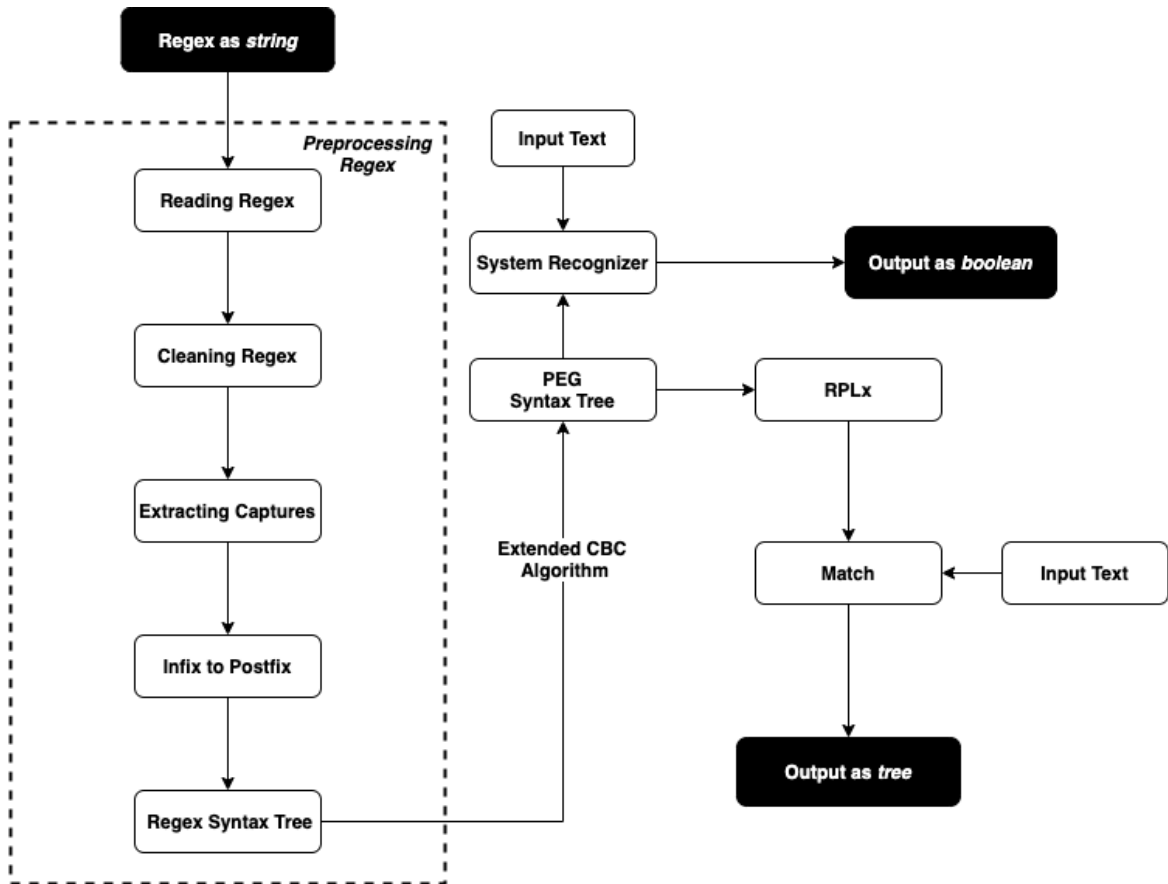 Regex as string
Preprocessing
Regex
Reading Regex
Cleaning Regex
Extracting Captures
Infix to Postfix
Regex Syntax Tree
Extended CBC
Algorithm
Input Text
System Recognizer
Output as boolean
PEG
Syntax Tree
RPLx
Match
Input Text
Output as tree